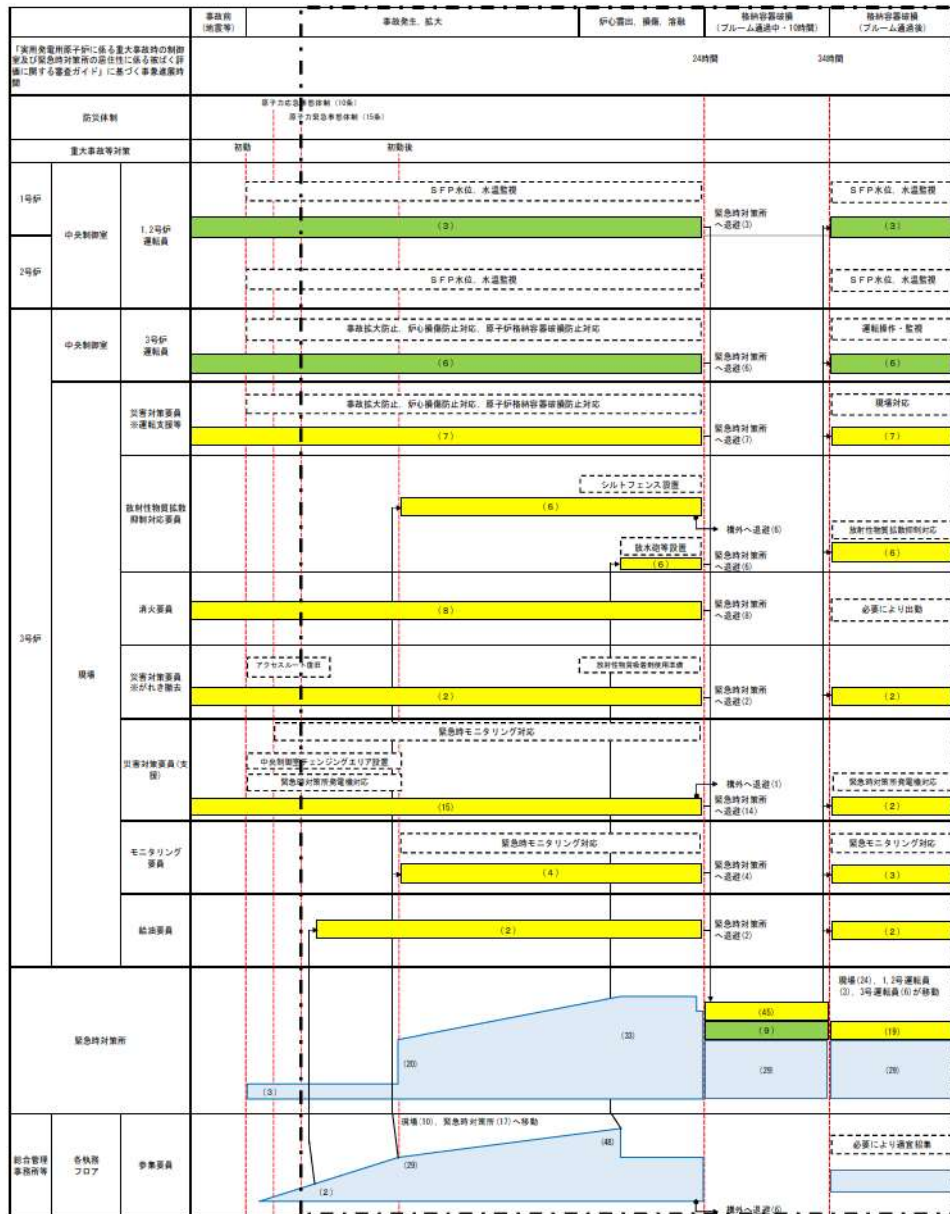 事故前
(地震等)
事故発生、拡大
炉心露出、損傷、溶融
格納容器破損
(プルーム通過中・10時間)
格納容器破損
(プルーム通過後)
「実用発電用原子炉に係る重大事故時の制御
室及び緊急時対策所の居住性に係る被ばく評
価に関する審査ガイド」に基づく事象進展時
間
24時間
34時間
防災体制
原子力応急事態体制 (10条)
原子力緊急事態体制 (15条)
重大事故等対策
初動
初動後
1号炉
2号炉
中央制御室
1,2号炉
運転員
SFP水位、水温監視
(3)
SFP水位、水温監視
緊急時対策所
へ退避(3)
SFP水位、水温監視
(3)
SFP水位、水温監視
3号炉
中央制御室
3号炉
運転員
事故拡大防止、炉心損傷防止対応、原子炉格納容器破損防止対応
(6)
緊急時対策所
へ退避(6)
運転操作・監視
(6)
現場
災害対策要員
※運転支援等
事故拡大防止、炉心損傷防止対応、原子炉格納容器破損防止対応
(7)
緊急時対策所
へ退避(7)
現場対応
(7)
放射性物質拡散
抑制対応要員
シルトフェンス設置
(6)
構外へ退避(6)
放水砲等設置
(6)
緊急時対策所
へ退避(6)
放射性物質拡散抑制対応
(6)
消火要員
(8)
緊急時対策所
へ退避(8)
必要により出動
災害対策要員
※がれき撤去
アクセスルート復旧
放射性物質吸着剤使用準備
(2)
緊急時対策所
へ退避(2)
(2)
災害対策要員(支
援)
緊急時モニタリング対応
中央制御室チェンジングエリア設置
緊急時対策所発電機対応
(15)
構外へ退避(1)
緊急時対策所
へ退避(14)
緊急時対策所発電機対応
(2)
モニタリング
要員
緊急時モニタリング対応
(4)
緊急時対策所
へ退避(4)
緊急モニタリング対応
(3)
給油要員
(2)
緊急時対策所
へ退避(2)
(2)
緊急時対策所
(3)
(20)
(33)
(45)
(9)
(29)
現場(24)、1,2号運転員
(3)、3号運転員(6)が移動
(19)
(29)
総合管理
事務所等
各執務
フロア
参集要員
現場(10)、緊急時対策所(17)へ移動
(2)
(29)
(48)
構外へ退避(6)
必要により適宜招集